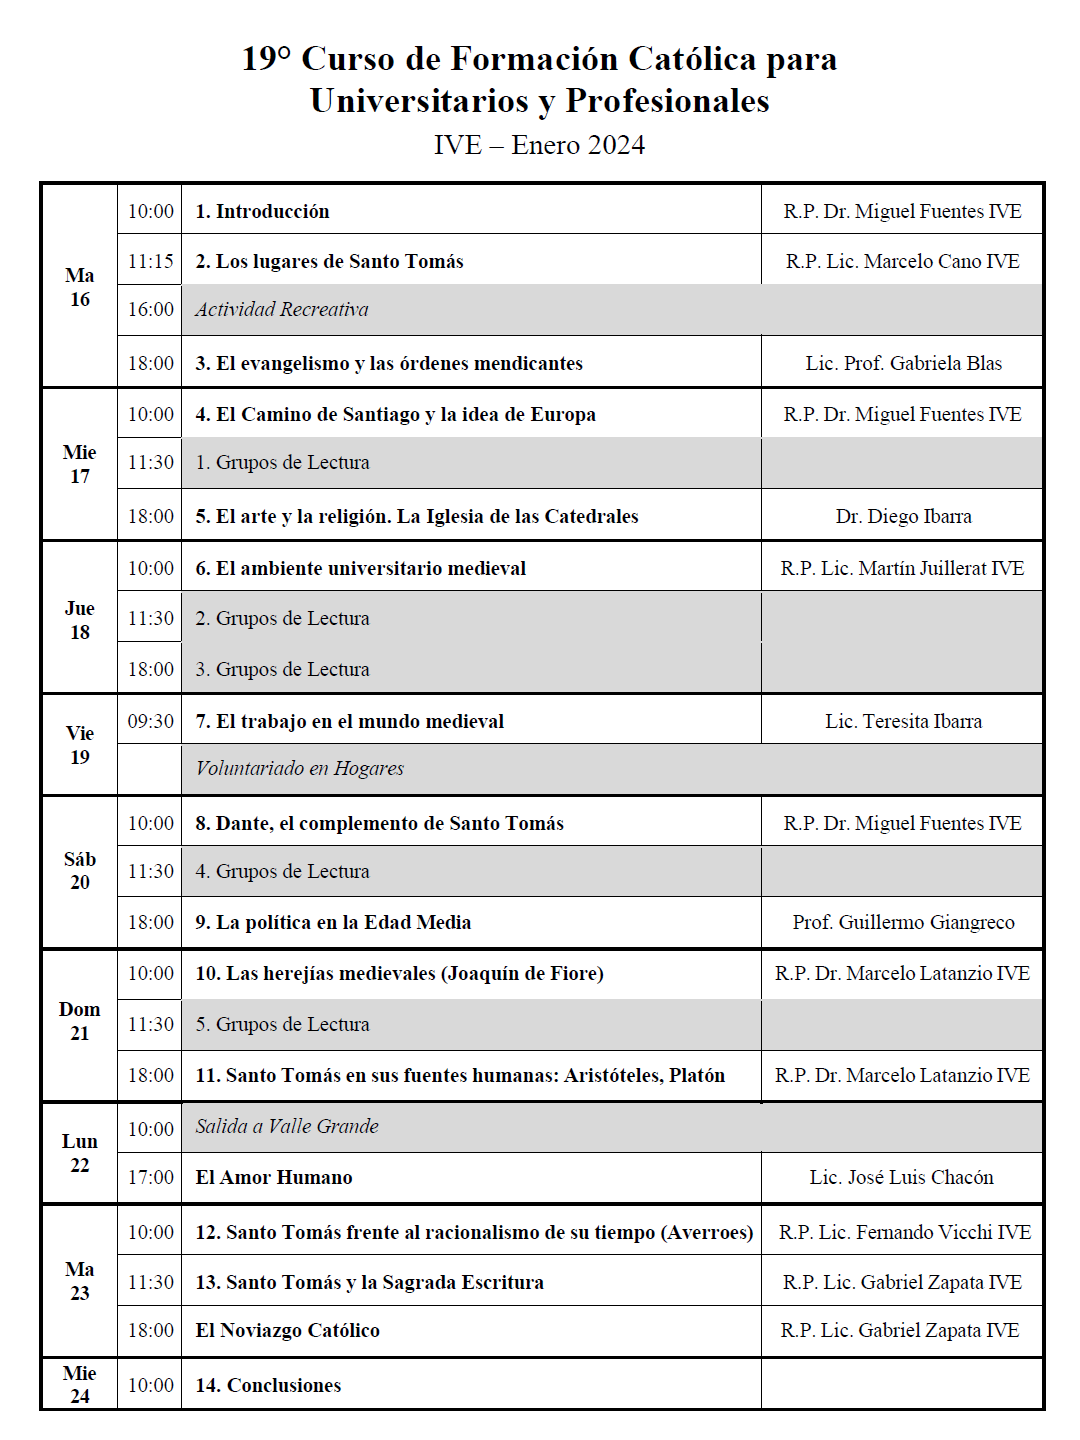 19° Curso de Formación Católica para
Universitarios y Profesionales
IVE – Enero 2024
Ma
16
10:00 1. Introducción R.P. Dr. Miguel Fuentes IVE
11:15 2. Los lugares de Santo Tomás R.P. Lic. Marcelo Cano IVE
16:00 Actividad Recreativa
18:00 3. El evangelismo y las órdenes mendicantes Lic. Prof. Gabriela Blas
Mie
17
10:00 4. El Camino de Santiago y la idea de Europa R.P. Dr. Miguel Fuentes IVE
11:30 1. Grupos de Lectura
18:00 5. El arte y la religión. La Iglesia de las Catedrales Dr. Diego Ibarra
Jue
18
10:00 6. El ambiente universitario medieval R.P. Lic. Martín Juillerat IVE
11:30 2. Grupos de Lectura
18:00 3. Grupos de Lectura
Vie
19
09:30 7. El trabajo en el mundo medieval Lic. Teresita Ibarra
Voluntariado en Hogares
Sáb
20
10:00 8. Dante, el complemento de Santo Tomás R.P. Dr. Miguel Fuentes IVE
11:30 4. Grupos de Lectura
18:00 9. La política en la Edad Media Prof. Guillermo Giangreco
Dom
21
10:00 10. Las herejías medievales (Joaquín de Fiore) R.P. Dr. Marcelo Latanzio IVE
11:30 5. Grupos de Lectura
18:00 11. Santo Tomás en sus fuentes humanas: Aristóteles, Platón R.P. Dr. Marcelo Latanzio IVE
Lun
22
10:00 Salida a Valle Grande
17:00 El Amor Humano Lic. José Luis Chacón
Ma
23
10:00 12. Santo Tomás frente al racionalismo de su tiempo (Averroes) R.P. Lic. Fernando Vicchi IVE
11:30 13. Santo Tomás y la Sagrada Escritura R.P. Lic. Gabriel Zapata IVE
18:00 El Noviazgo Católico R.P. Lic. Gabriel Zapata IVE
Mie
24
10:00 14. Conclusiones